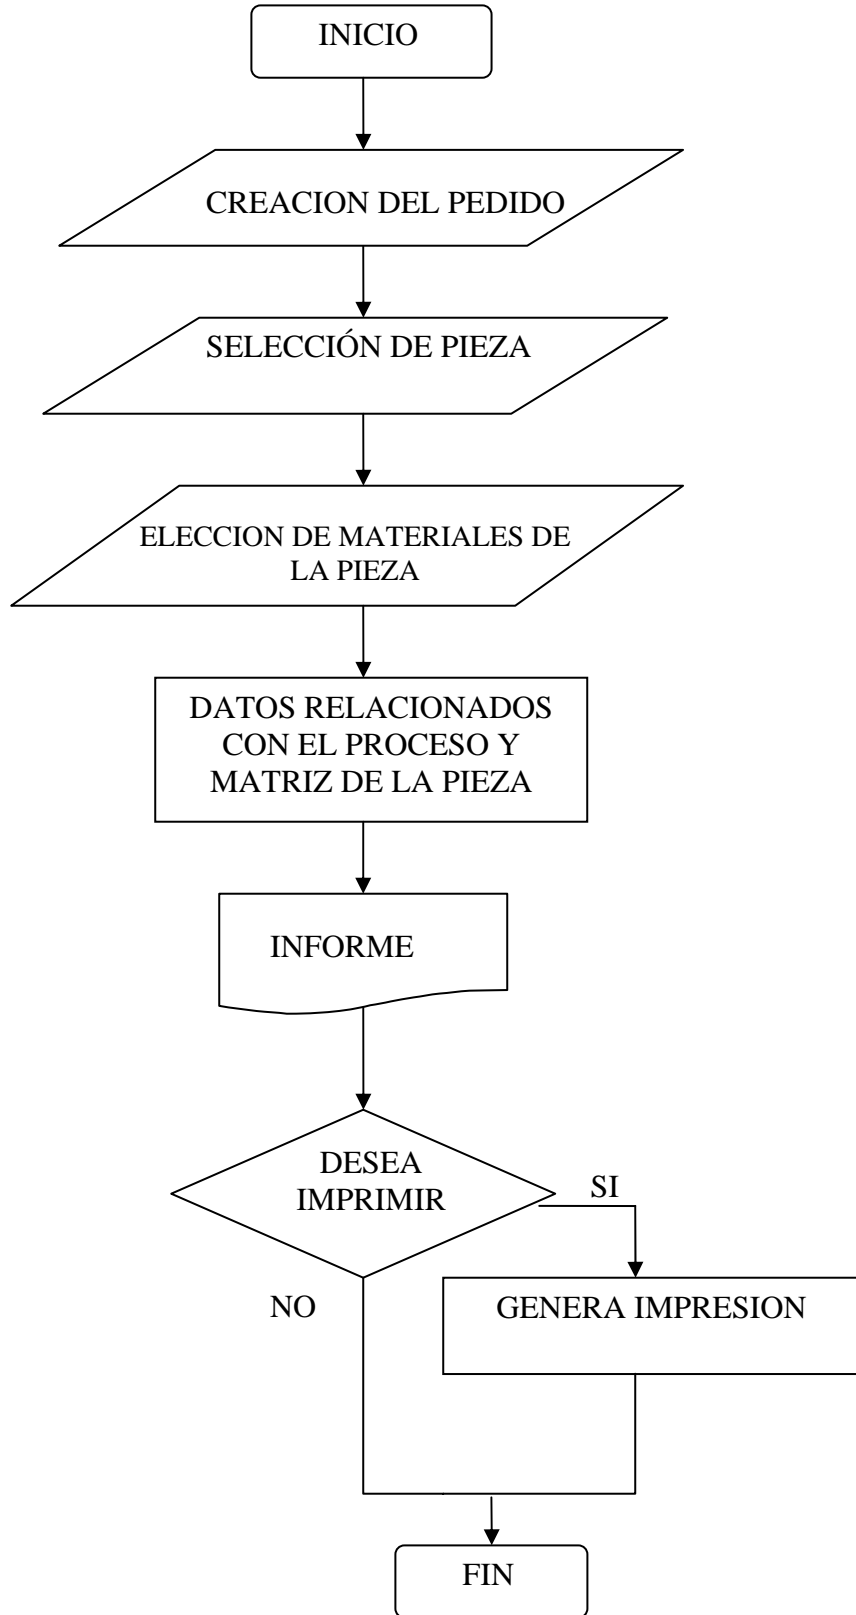 INICIO
CREACION DEL PEDIDO
SELECCIÓN DE PIEZA
ELECCION DE MATERIALES DE
LA PIEZA
DATOS RELACIONADOS
CON EL PROCESO Y
MATRIZ DE LA PIEZA
INFORME
DESEA
IMPRIMIR
SI
NO
GENERA IMPRESION
FIN